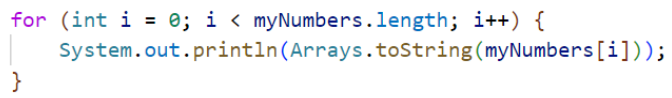 for (int i = 0; i < myNumbers.length; i++) {
    System.out.println(Arrays.toString(myNumbers[i]));
}